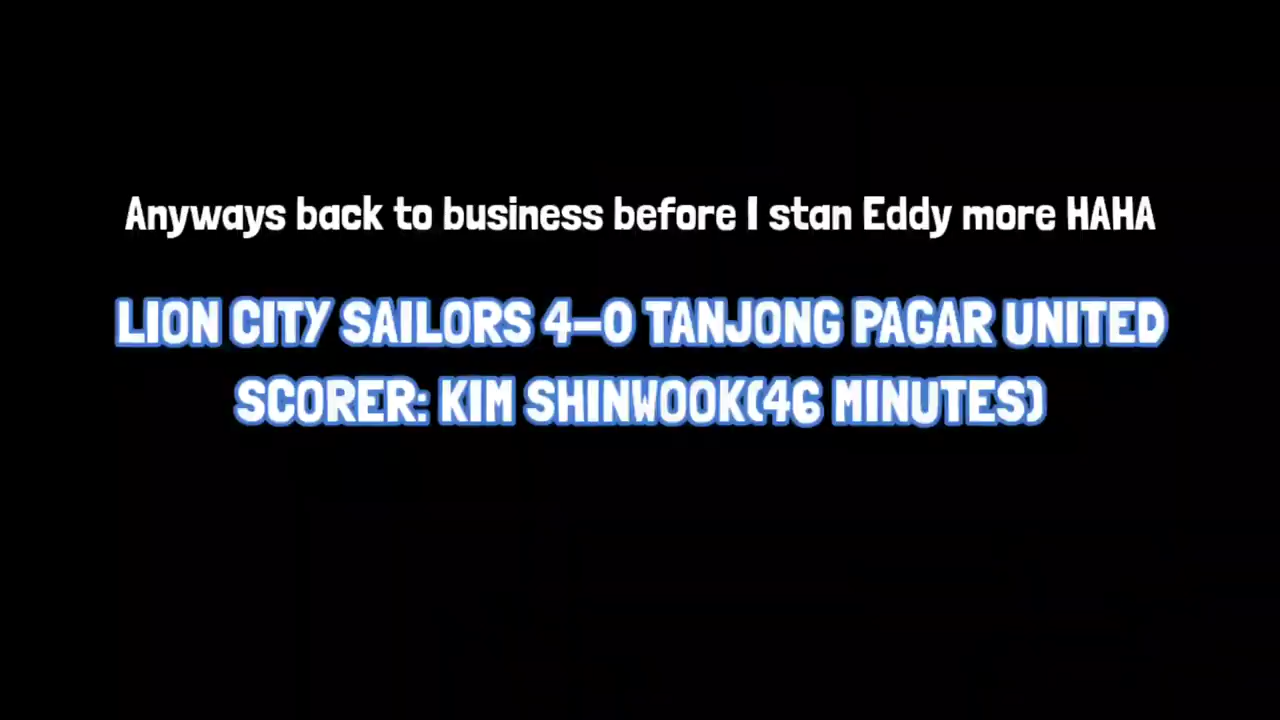 Anyways back to business before I stan Eddy more HAHA
LION CITY SAILORS 4-0 TANJONG PAGAR UNITED
SCORER: KIM SHINWOOK(46 MINUTES)